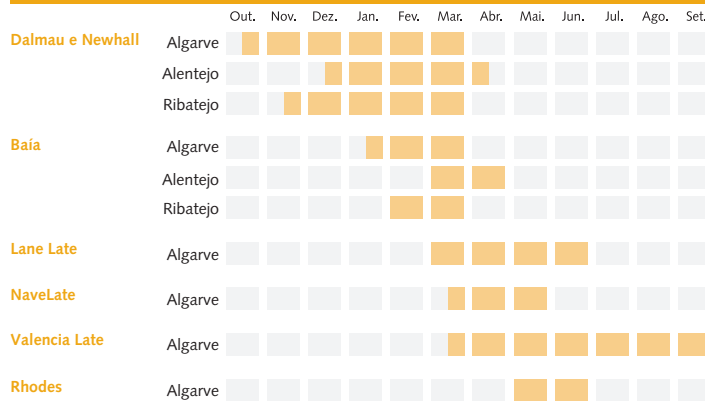 Out. Nov. Dez. Jan. Fev. Mar. Abr. Mai. Jun. Jul. Ago. Set.
Dalmau e Newhall Algarve
Alentejo
Ribatejo
Baía Algarve
Alentejo
Ribatejo
Lane Late Algarve
NaveLate Algarve
Valencia Late Algarve
Rhodes Algarve